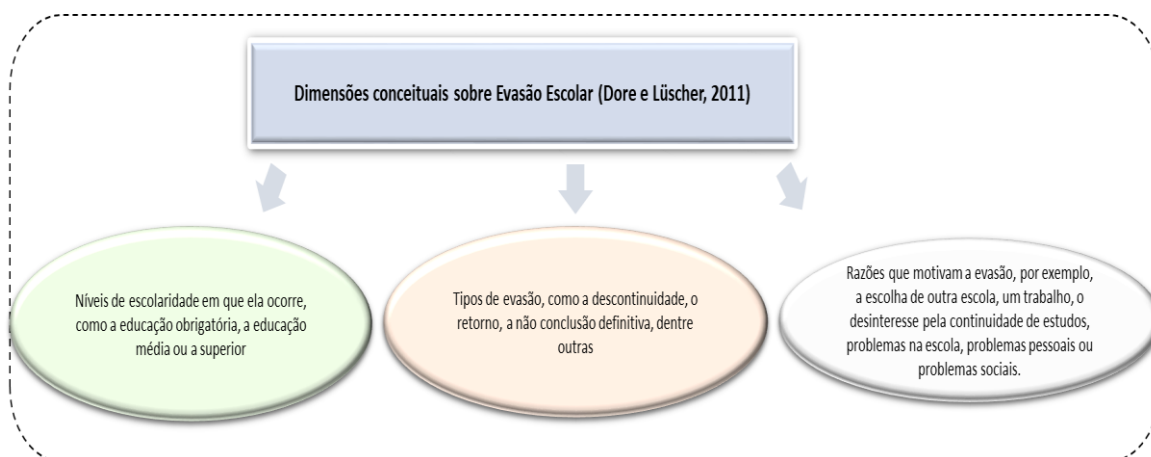 Dimensões conceituais sobre Evasão Escolar (Dore e Lüscher, 2011)
Níveis de escolaridade em que ela ocorre,
como a educação obrigatória, a educação
média ou a superior
Tipos de evasão, como a descontinuidade, o
retorno, a não conclusão definitiva, dentre
outras
Razões que motivam a evasão, por exemplo,
a escolha de outra escola, um trabalho, o
desinteresse pela continuidade de estudos,
problemas na escola, problemas pessoais ou
problemas sociais.